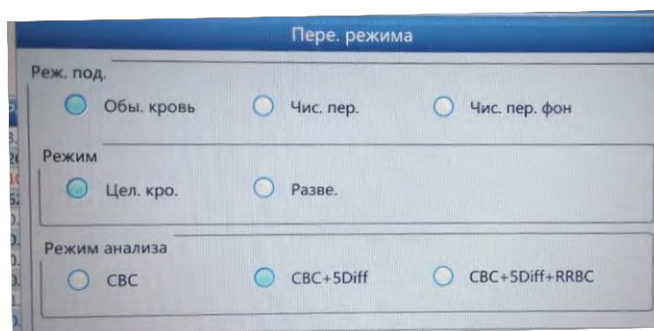 Пере. режима
Реж. под.
Обы. кровь Чис. пер. Чис. пер. фон
Режим
Цел. кро. Разве.
Режим анализа
CBC CBC+5Diff CBC+5Diff+RRBC